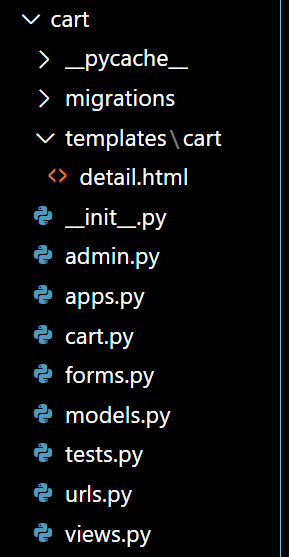 cart
__pycache__
migrations
templates\cart
detail.html
__init__.py
admin.py
apps.py
cart.py
forms.py
models.py
tests.py
urls.py
views.py